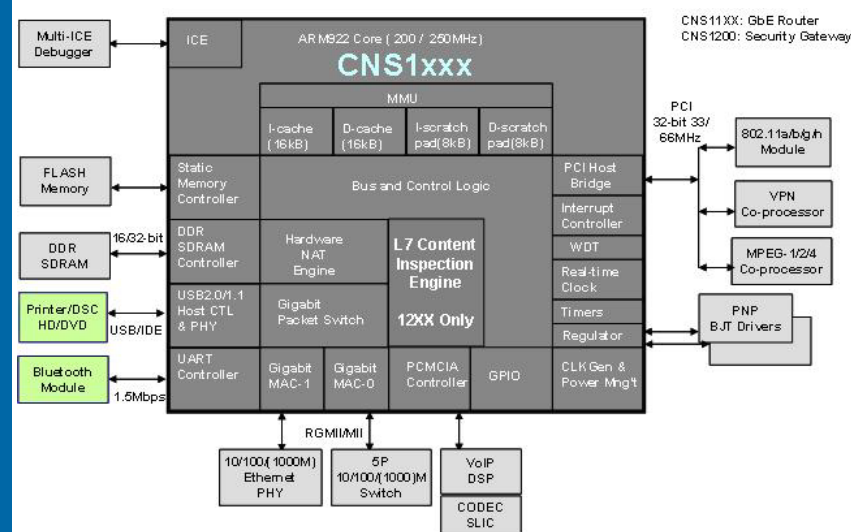 CNS11XX: GbE Router
CNS1200: Security Gateway
Multi-ICE
Debugger
ICE
ARM922 Core ( 200 / 250MHz )
CNS1xxx
MMU
I-cache
(16kB)
D-cache
(16kB)
I-scratch
pad(8kB)
D-scratch
pad(8kB)
PCI
32-bit 33/
66MHz
802.11a/b/g/h
Module
FLASH
Memory
Static
Memory
Controller
Bus and Control Logic
PCI Host
Bridge
VPN
Co-processor
Interrupt
Controller
DDR
SDRAM
16/32-bit
DDR
SDRAM
Controller
Hardware
NAT
Engine
L7 Content
Inspection
Engine
12XX Only
WDT
Real-time
Clock
MPEG-1/2/4
Co-processor
Printer/DSC
HD/DVD
USB/IDE
USB2.0/1.1
Host CTL
& PHY
Gigabit
Packet Switch
Timers
Regulator
PNP
BJT Drivers
Bluetooth
Module
1.5Mbps
UART
Controller
Gigabit
MAC-1
Gigabit
MAC-0
PCMCIA
Controller
GPIO
CLK Gen &
Power Mng't
RGMII/MII
10/100/(1000M)
Ethernet
PHY
5P
10/100/(1000)M
Switch
VoIP
DSP
CODEC
SLIC